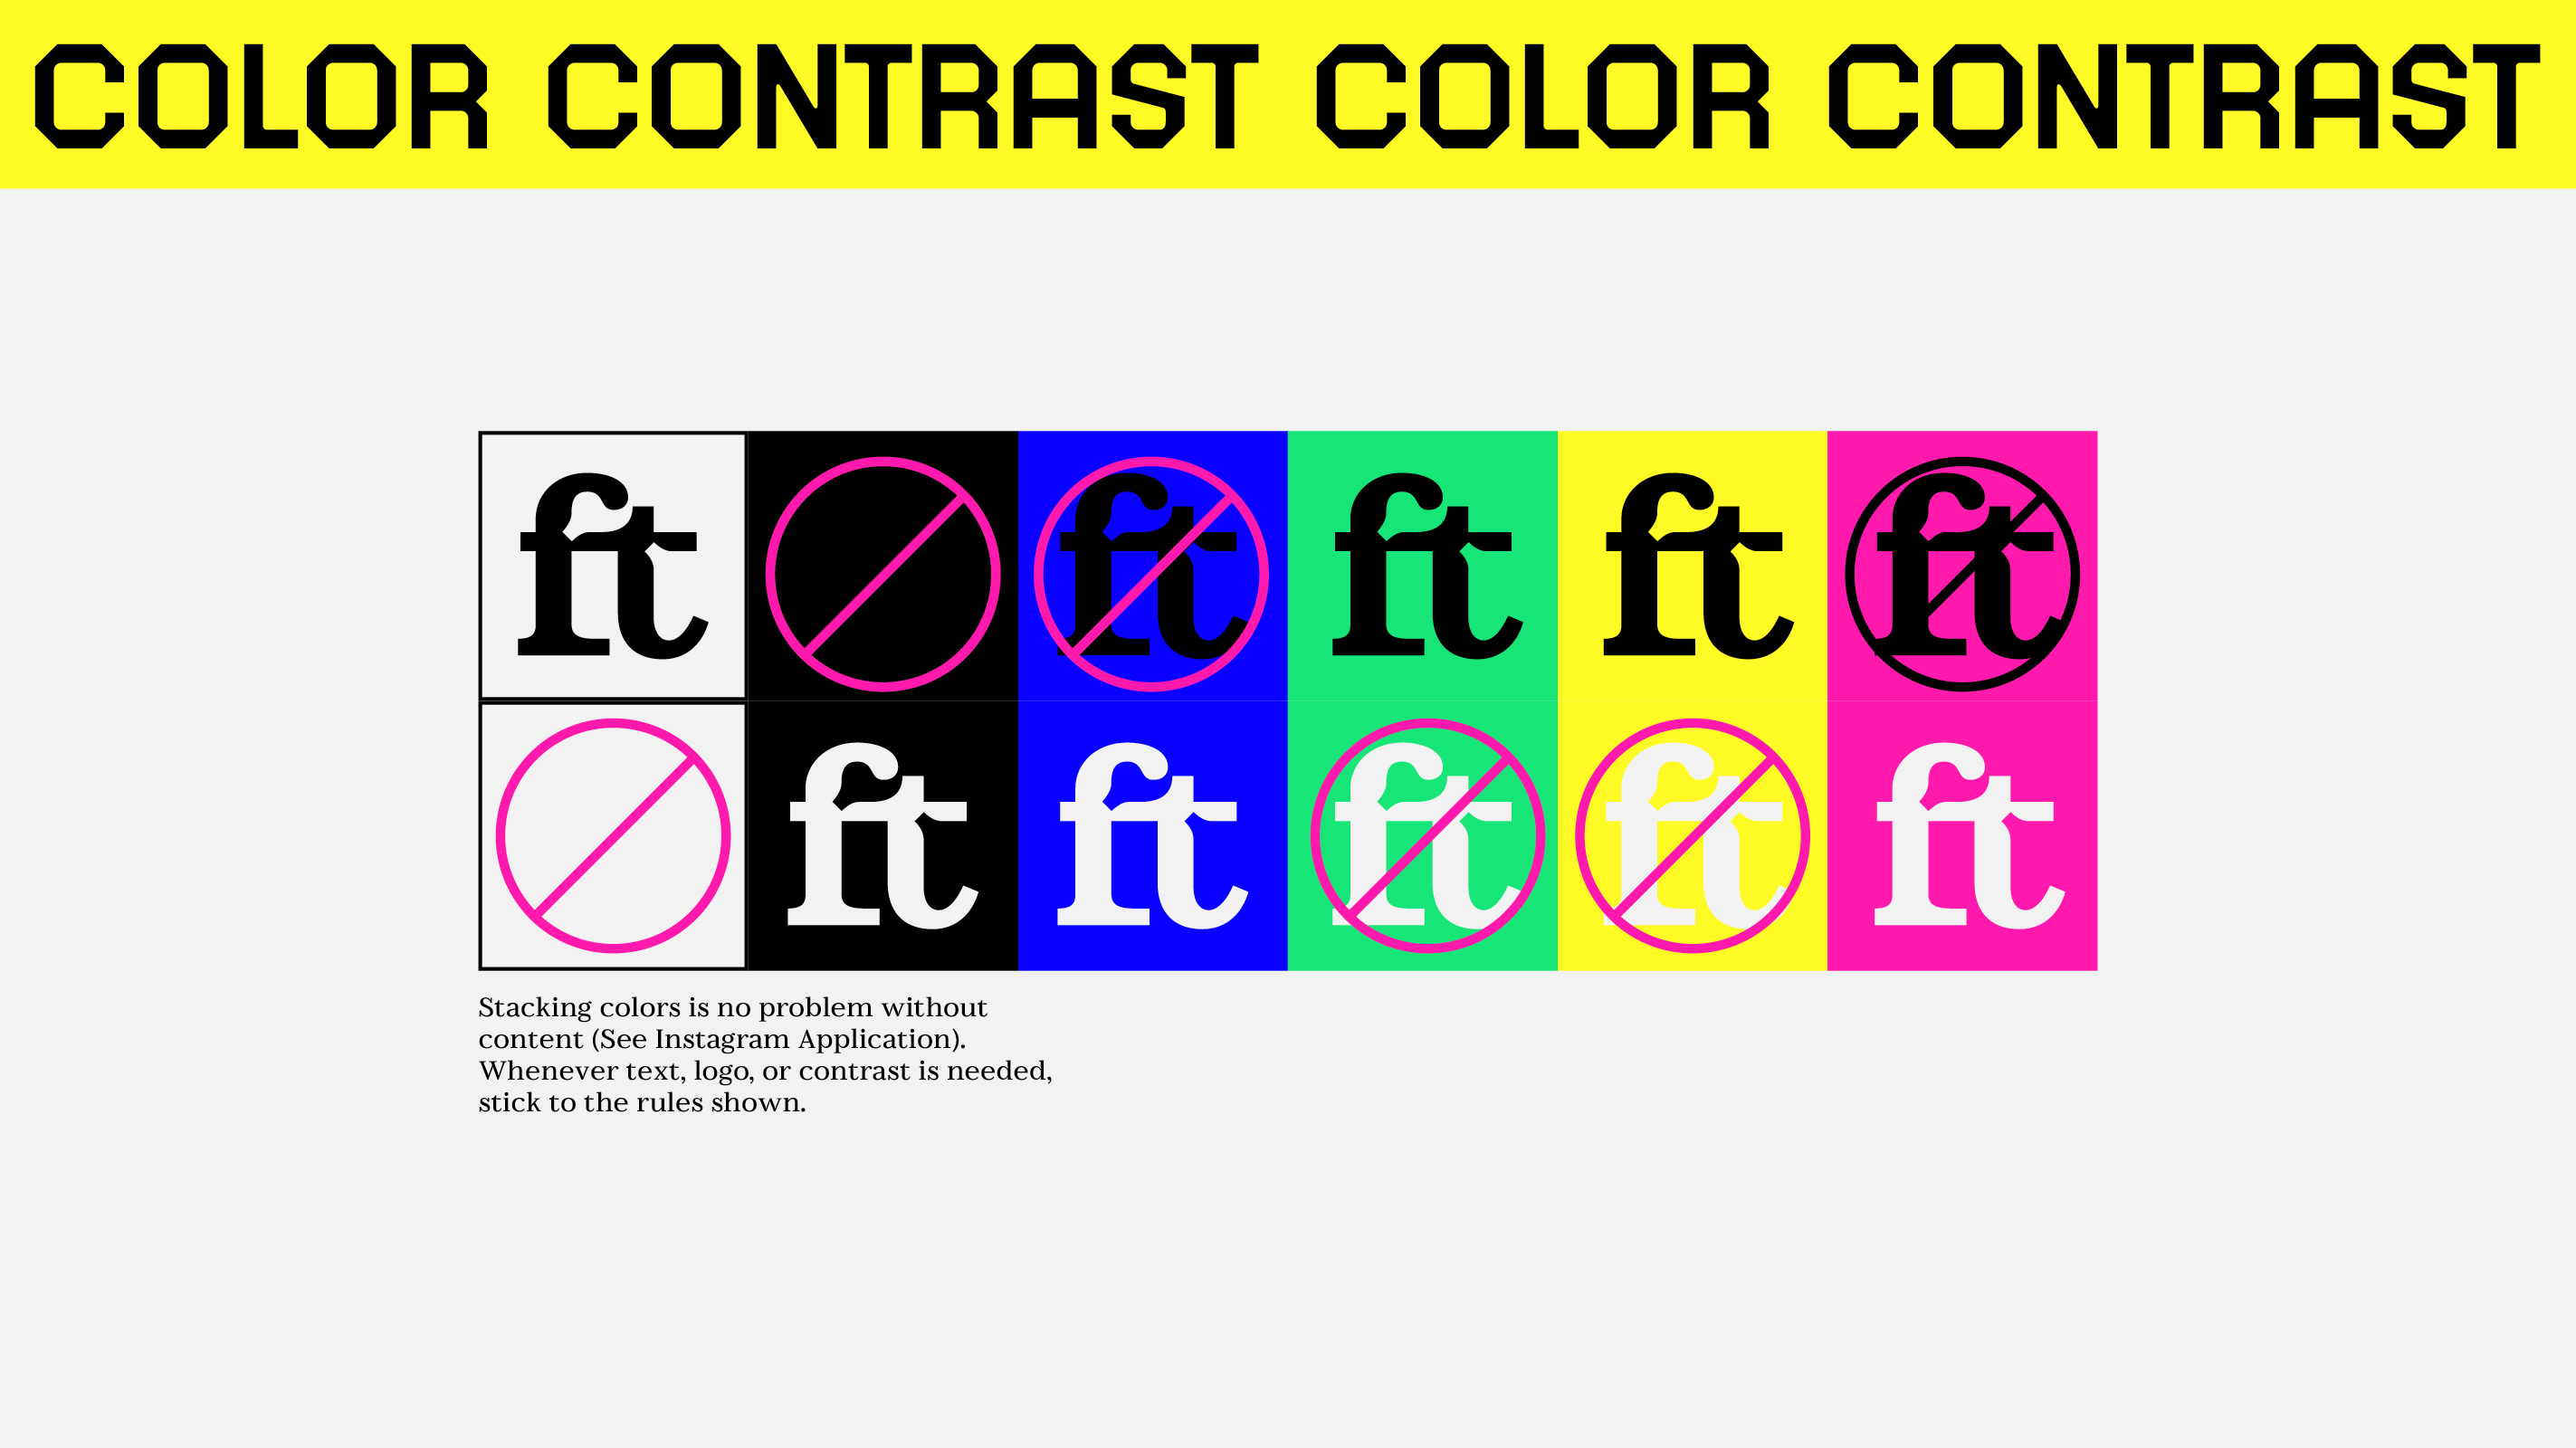 COLOR CONTRAST COLOR CONTRAST
ft ft ft ft ft
ft ft ft ft ft
Stacking colors is no problem without
content (See Instagram Application).
Whenever text, logo, or contrast is needed,
stick to the rules shown.